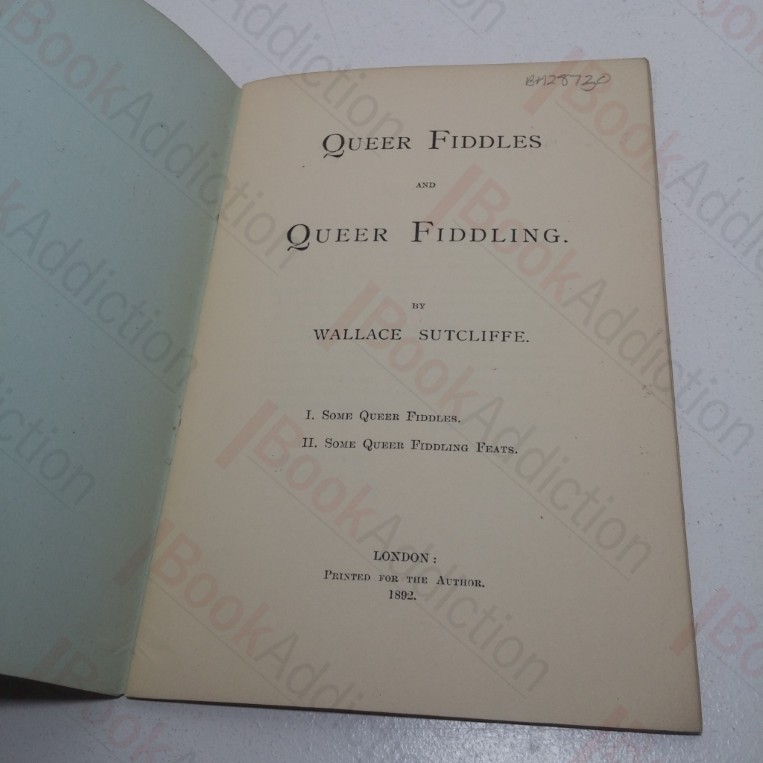 QUEER FIDDLES
AND
QUEER FIDDLING.
BY
WALLACE SUTCLIFFE.
I. SOME QUEER FIDDLES.
II. SOME QUEER FIDDLING FEATS.
LONDON:
PRINTED FOR THE AUTHOR.
1892.
BookAddiction